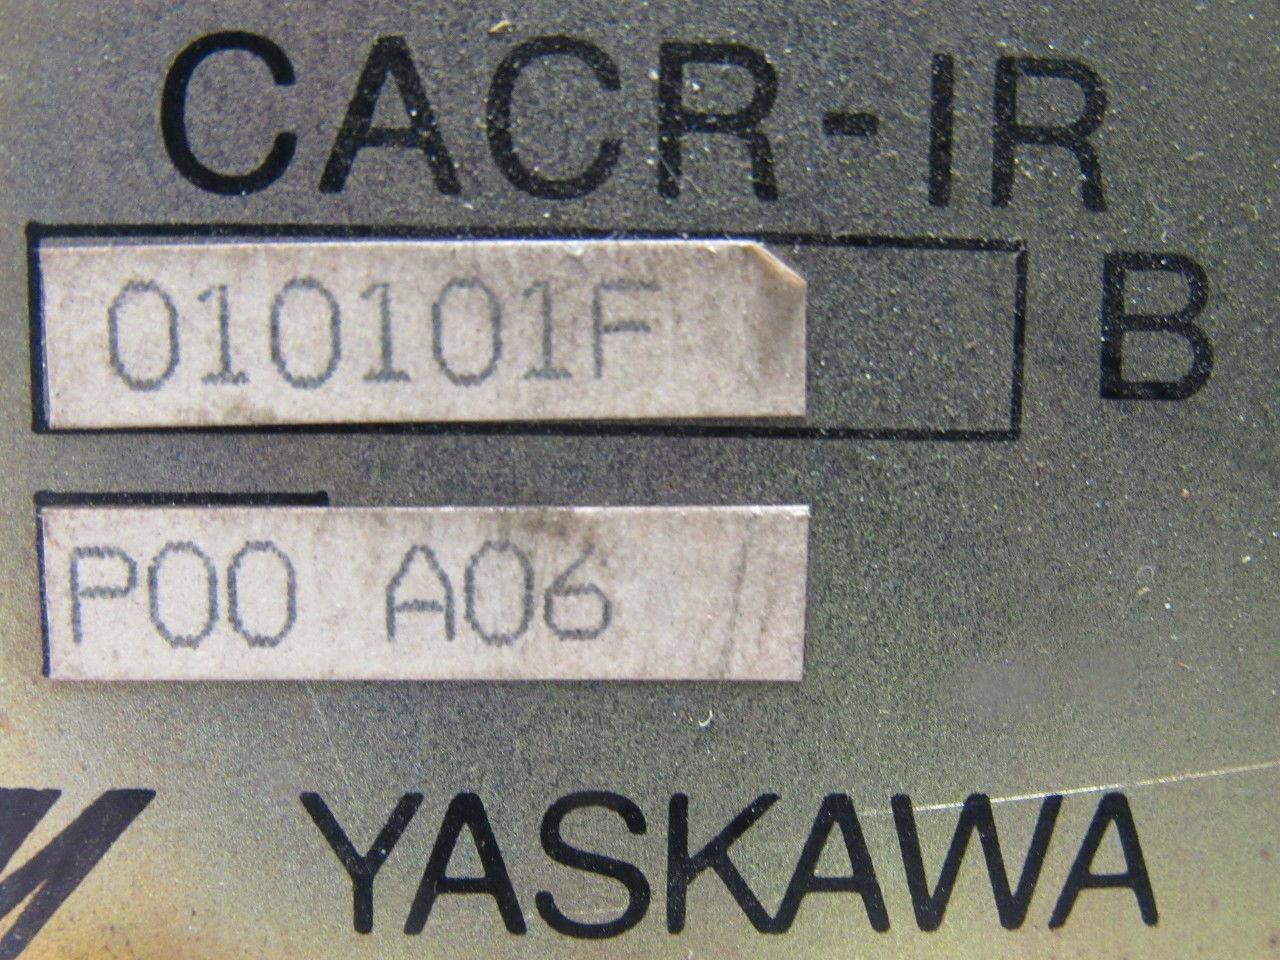 CACR-IR
010101F B
P00 A06
YASKAWA